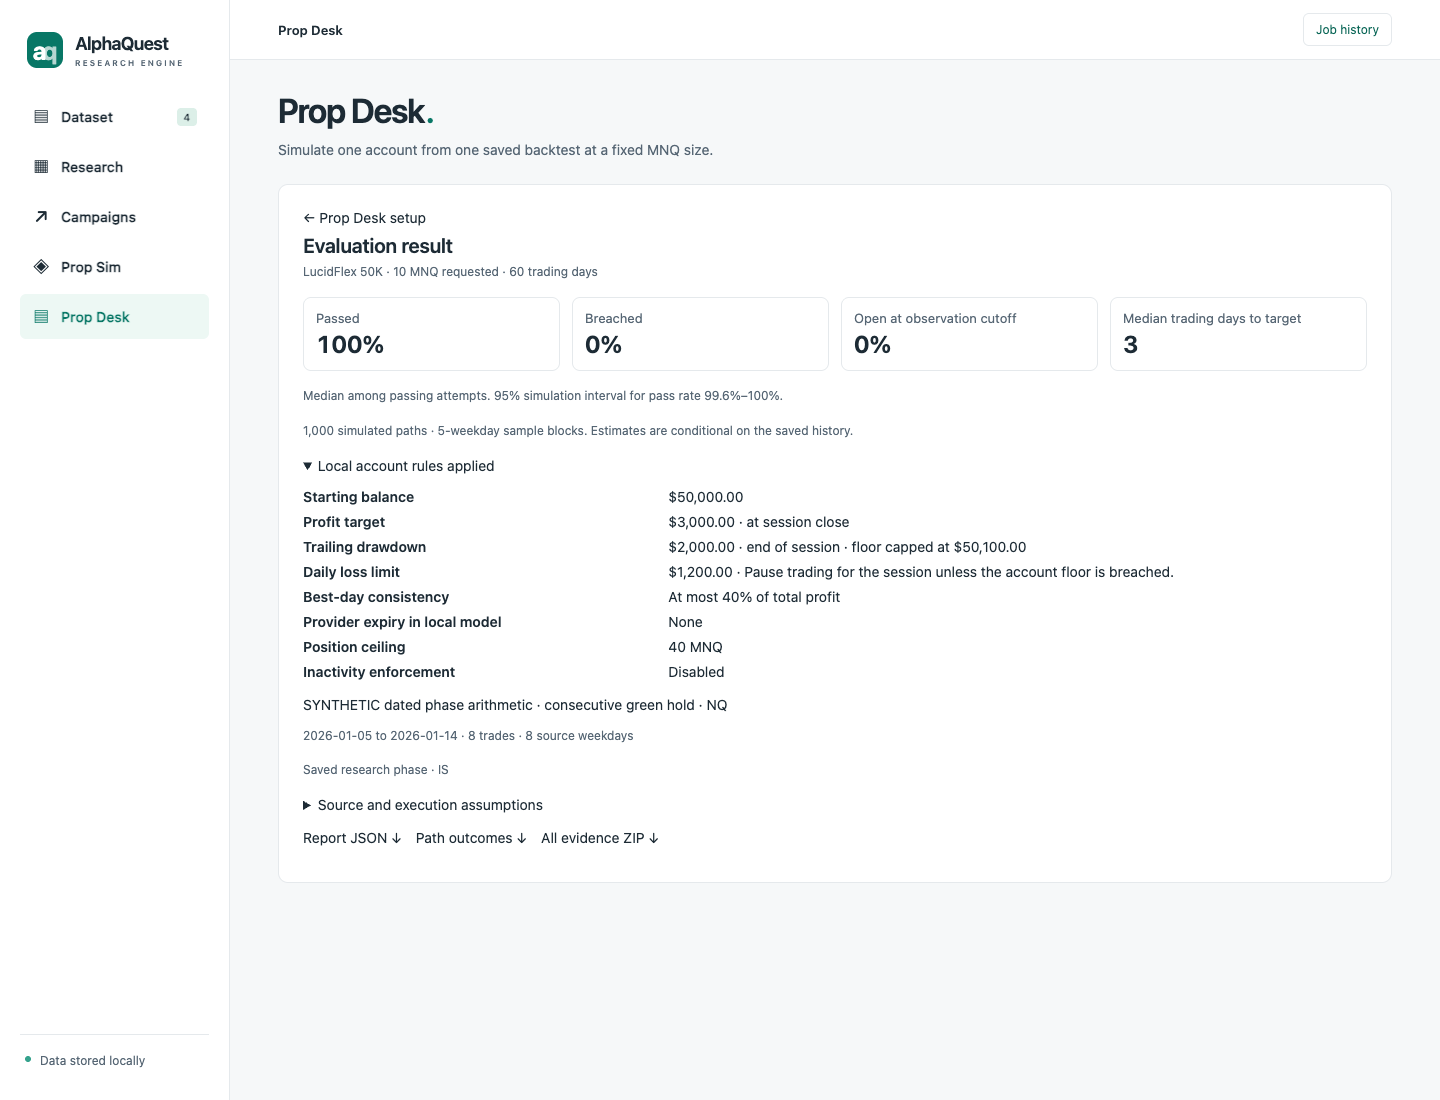 aq
AlphaQuest
RESEARCH ENGINE
Dataset 4
Research
Campaigns
Prop Sim
Prop Desk
Data stored locally
Prop Desk
Job history
Prop Desk.
Simulate one account from one saved backtest at a fixed MNQ size.
← Prop Desk setup
Evaluation result
LucidFlex 50K · 10 MNQ requested · 60 trading days
Passed
100%
Breached
0%
Open at observation cutoff
0%
Median trading days to target
3
Median among passing attempts. 95% simulation interval for pass rate 99.6%–100%.
1,000 simulated paths · 5-weekday sample blocks. Estimates are conditional on the saved history.
▼ Local account rules applied
Starting balance $50,000.00
Profit target $3,000.00 · at session close
Trailing drawdown $2,000.00 · end of session · floor capped at $50,100.00
Daily loss limit $1,200.00 · Pause trading for the session unless the account floor is breached.
Best-day consistency At most 40% of total profit
Provider expiry in local model None
Position ceiling 40 MNQ
Inactivity enforcement Disabled
SYNTHETIC dated phase arithmetic · consecutive green hold · NQ
2026-01-05 to 2026-01-14 · 8 trades · 8 source weekdays
Saved research phase · IS
▶ Source and execution assumptions
Report JSON ↓ Path outcomes ↓ All evidence ZIP ↓